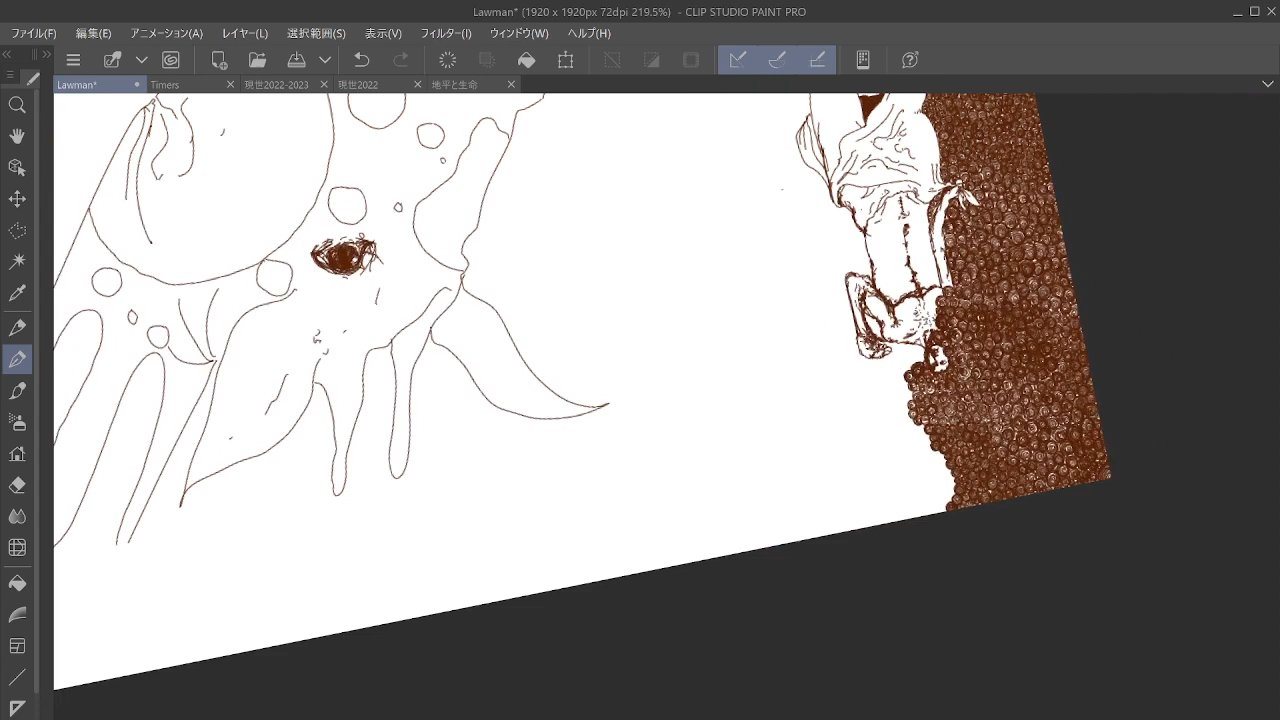 Lawman* (1920 x 1920px 72dpi 219.5%) - CLIP STUDIO PAINT PRO
ファイル(F) 編集(E) アニメーション(A) レイヤー(L) 選択範囲(S) 表示(V) フィルター(I) ウィンドウ(W) ヘルプ(H)
Lawman* Timers 現世2022-2023 現世2022 地平と生命